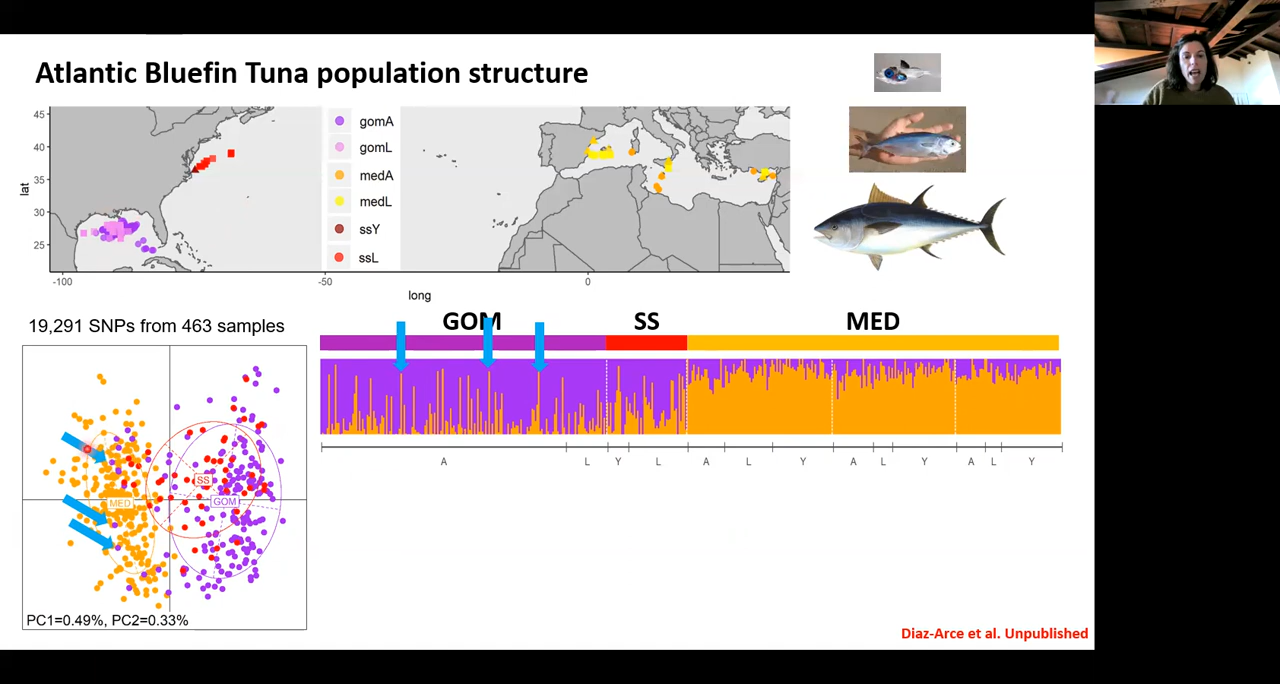 Atlantic Bluefin Tuna population structure
45
40
35
30
25
lat
-100
-50
0
long
gomA
gomL
medA
medL
ssY
ssL
19,291 SNPs from 463 samples
GOM
SS
MED
MED
SS
GOM
PC1=0.49%, PC2=0.33%
A L Y L A L Y A L Y A L Y
Diaz-Arce et al. Unpublished